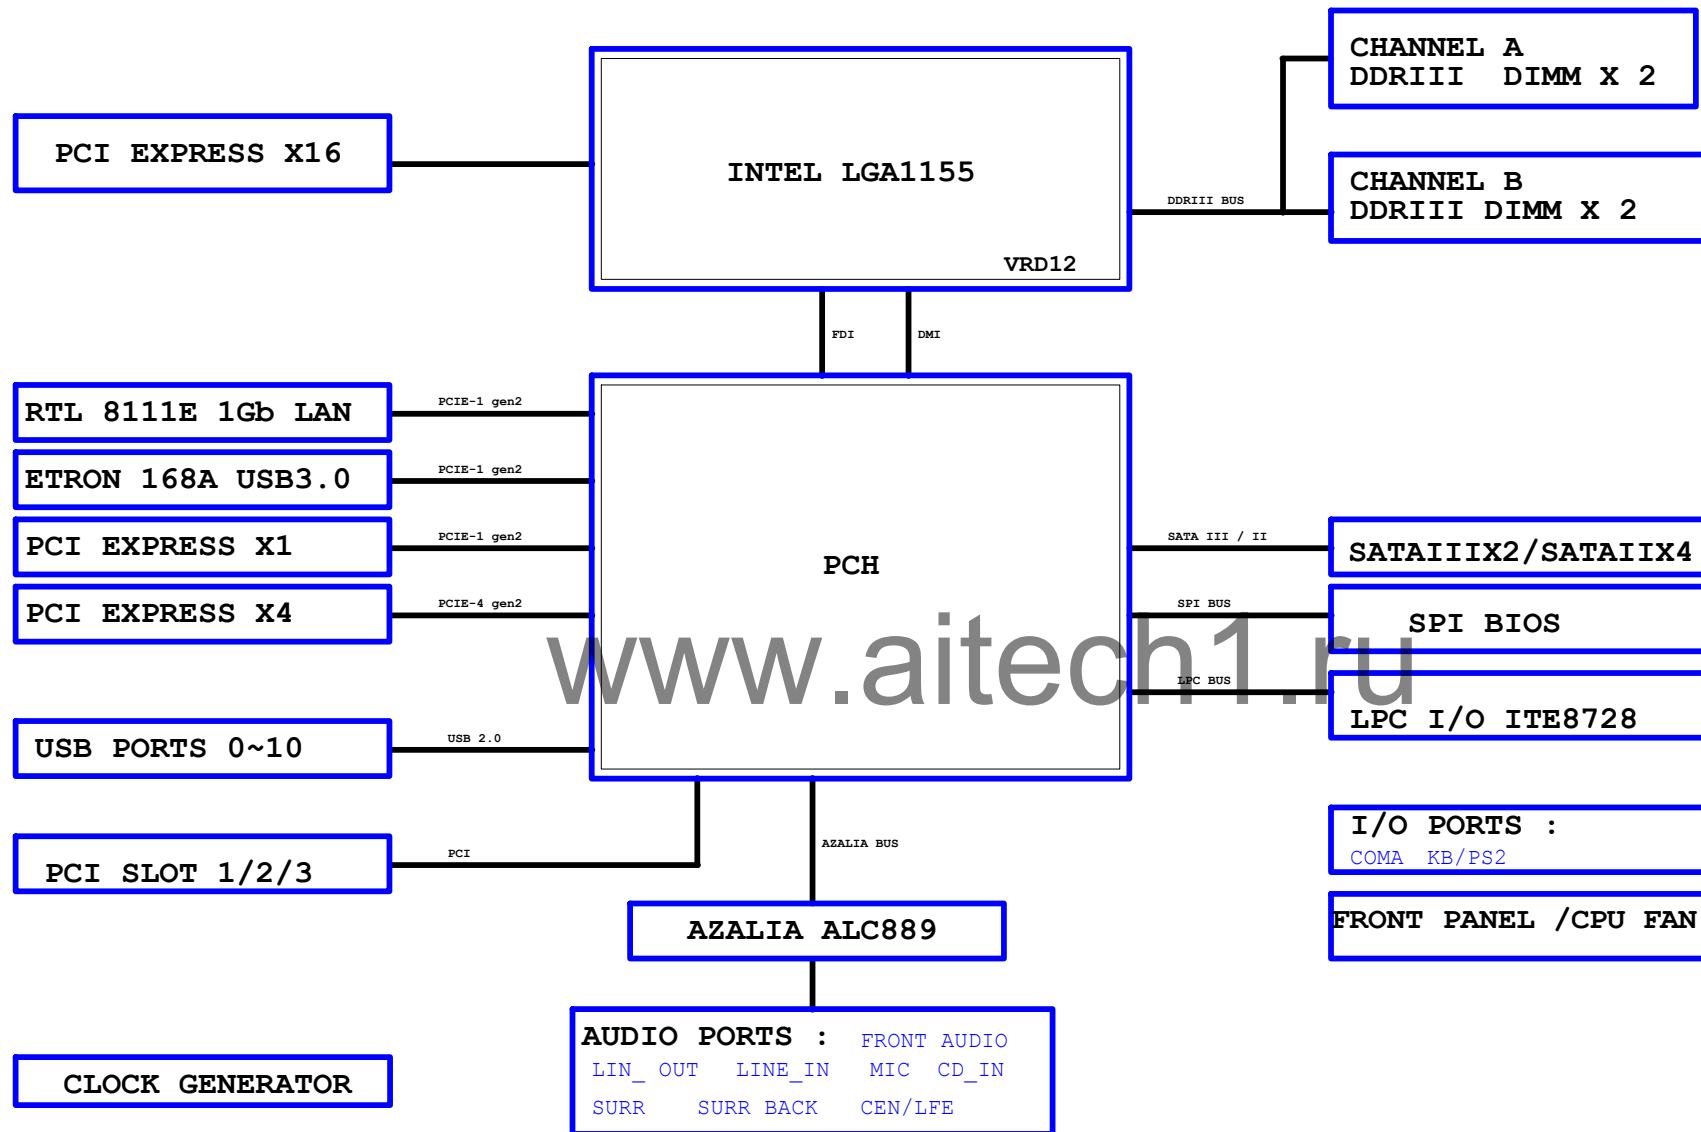 CHANNEL A
DDRIII DIMM X 2
PCI EXPRESS X16
INTEL LGA1155
CHANNEL B
DDRIII DIMM X 2
DDRIII BUS
VRD12
FDI
DMI
RTL 8111E 1Gb LAN
PCIE-1 gen2
ETRON 168A USB3.0
PCIE-1 gen2
PCI EXPRESS X1
PCIE-1 gen2
PCH
SATA III / II
SATAIIIX2/SATAIIX4
PCI EXPRESS X4
PCIE-4 gen2
SPI BUS
SPI BIOS
www.aitech1.ru
LPC BUS
LPC I/O ITE8728
USB PORTS 0~10
USB 2.0
PCI SLOT 1/2/3
PCI
AZALIA BUS
I/O PORTS :
COMA KB/PS2
AZALIA ALC889
FRONT PANEL /CPU FAN
AUDIO PORTS : FRONT AUDIO
LIN_ OUT LINE_IN MIC CD_IN
SURR SURR BACK CEN/LFE
CLOCK GENERATOR